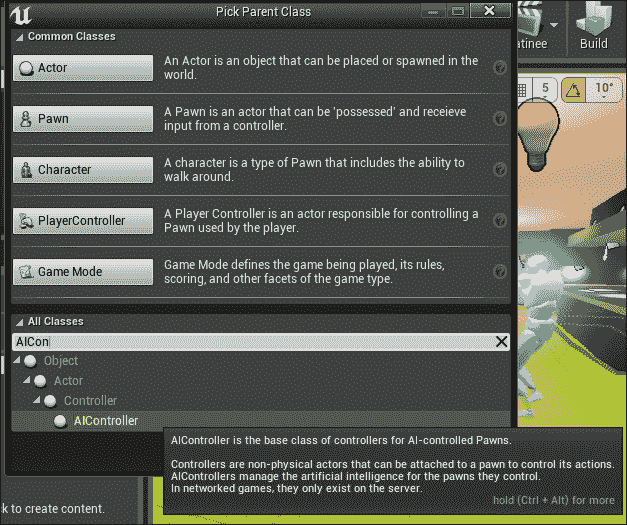 Pick Parent Class
Common Classes
Actor
An Actor is an object that can be placed or spawned in the
world.
Pawn
A Pawn is an actor that can be 'possessed' and receieve
input from a controller.
Character
A character is a type of Pawn that includes the ability to
walk around.
PlayerController
A Player Controller is an actor responsible for controlling a
Pawn used by the player.
Game Mode
Game Mode defines the game being played, its rules,
scoring, and other facets of the game type.
All Classes
AICon
Object
Actor
Controller
AIController
AIController is the base class of controllers for AI-controlled Pawns.
Controllers are non-physical actors that can be attached to a pawn to control its actions.
AIControllers manage the artificial intelligence for the pawns they control.
In networked games, they only exist on the server.
hold (Ctrl + Alt) for more
k to create content.
atinee
Build
5
10°